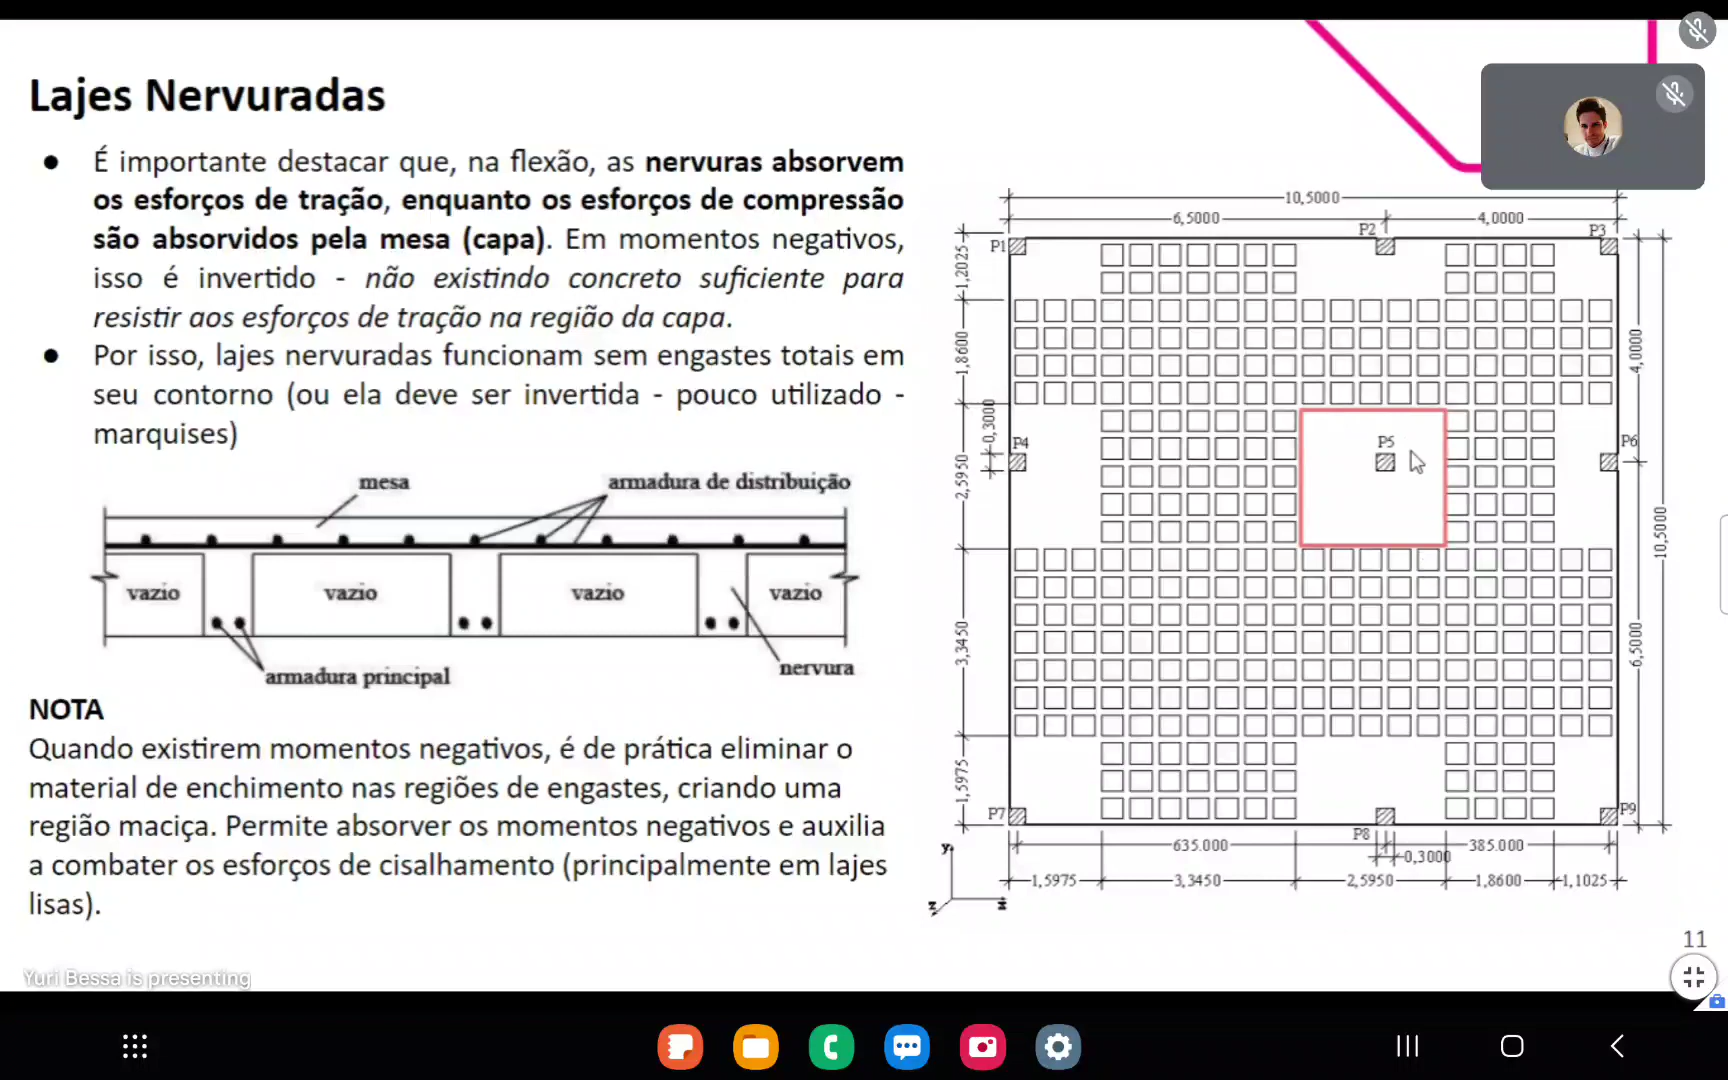 Lajes Nervuradas
● É importante destacar que, na flexão, as nervuras absorvem
os esforços de tração, enquanto os esforços de compressão
são absorvidos pela mesa (capa). Em momentos negativos,
isso é invertido - não existindo concreto suficiente para
resistir aos esforços de tração na região da capa.
● Por isso, lajes nervuradas funcionam sem engastes totais em
seu contorno (ou ela deve ser invertida - pouco utilizado -
marquises)
mesa
armadura de distribuição
vazio
vazio
vazio
vazio
armadura principal
nervura
NOTA
Quando existirem momentos negativos, é de prática eliminar o
material de enchimento nas regiões de engastes, criando uma
região maciça. Permite absorver os momentos negativos e auxilia
a combater os esforços de cisalhamento (principalmente em lajes
lisas).
10,5000
6,5000
4,0000
P1
P2
P3
1,2025
1,8600
0,3000
2,5950
3,3450
1,5975
P4
P5
P6
4,0000
10,5000
6,5000
P7
P8
P9
635.000
0,3000
385.000
1,5975
3,3450
2,5950
1,8600
1,1025
y
z
11
Yuri Bessa is presenting